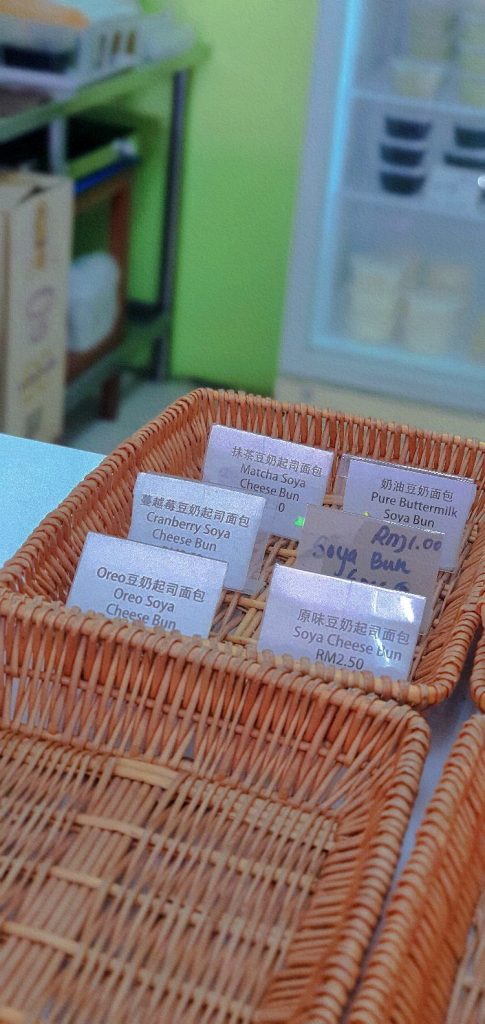 抹茶豆奶起司面包
Matcha Soya
Cheese Bun
0
奶油豆奶面包
Pure Buttermilk
Soya Bun
蔓越莓豆奶起司面包
Cranberry Soya
Cheese Bun
RM1.00
Soya Bun
Oreo豆奶起司面包
Oreo Soya
Cheese Bun
原味豆奶起司面包
Soya Cheese Bun
RM2.50